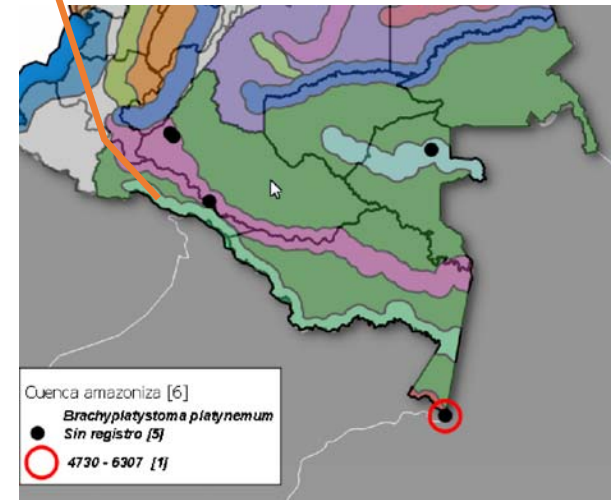 Cuenca amazoniza [6]
Brachyplatystoma platynemum
Sin registro [5]
4730 - 6307 [1]